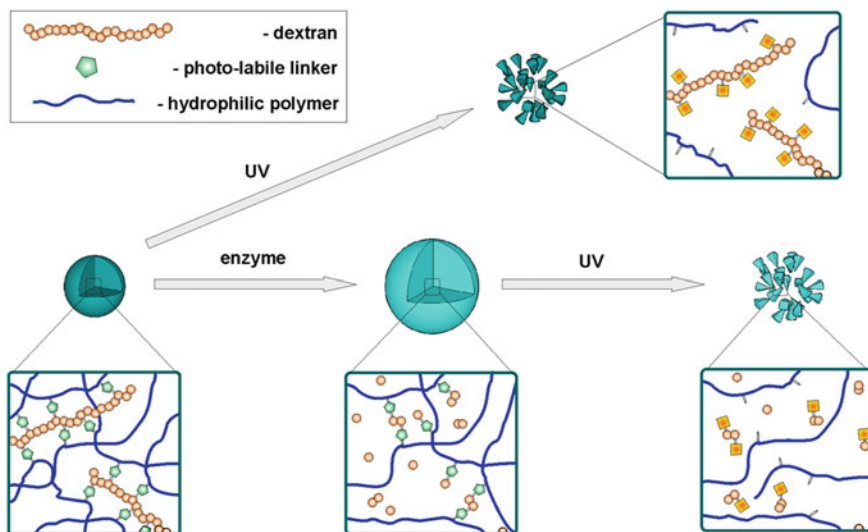 - dextran
- photo-labile linker
- hydrophilic polymer
UV
enzyme
UV